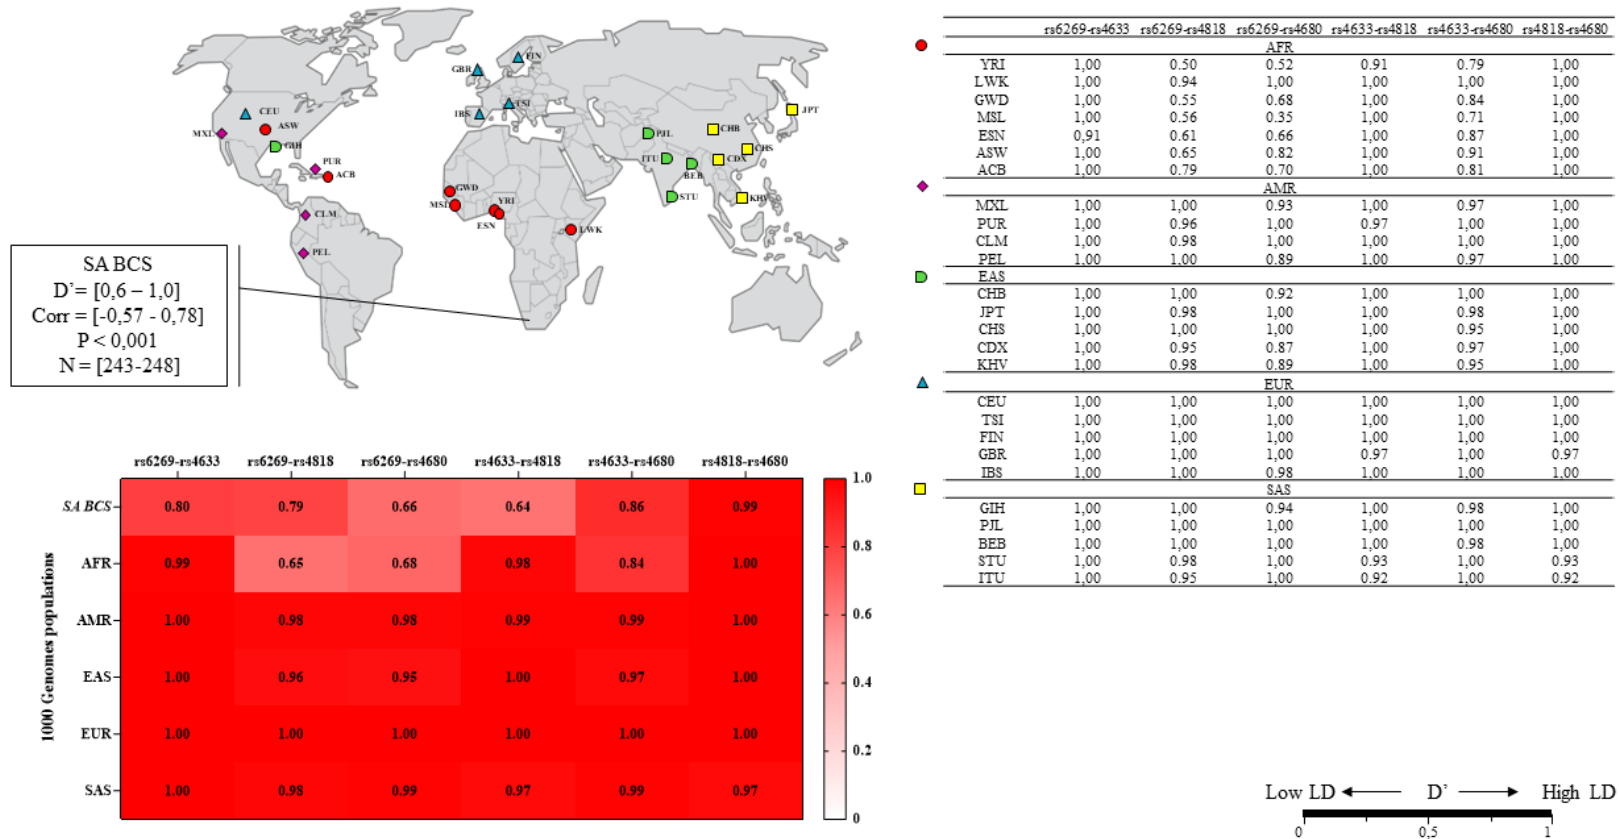 FIN
GBR
TSI
IBS
CEU
ASW
MXL
GIH
PUR
ACB
CLM
PEL
GWD
MSL
YRI
ESN
LWK
PJL
ITU
BEB
STU
CHB
CHS
CDX
KHV
JPT
SA BCS
D’= [0,6 – 1,0]
Corr = [-0,57 - 0,78]
P < 0,001
N = [243-248]
rs6269-rs4633 rs6269-rs4818 rs6269-rs4680 rs4633-rs4818 rs4633-rs4680 rs4818-rs4680
AFR
YRI 1,00 0.50 0.52 0.91 0.79 1,00
LWK 1,00 0.94 1,00 1,00 1,00 1,00
GWD 1,00 0.55 0.68 1,00 0.84 1,00
MSL 1,00 0.56 0.35 1,00 0.71 1,00
ESN 0,91 0.61 0.66 1,00 0.87 1,00
ASW 1,00 0.65 0.82 1,00 0.91 1,00
ACB 1,00 0.79 0.70 1,00 0.81 1,00
AMR
MXL 1,00 1,00 0.93 1,00 0.97 1,00
PUR 1,00 0.96 1,00 0.97 1,00 1,00
CLM 1,00 0.98 1,00 1,00 1,00 1,00
PEL 1,00 1,00 0.89 1,00 0.97 1,00
EAS
CHB 1,00 1,00 0.92 1,00 1,00 1,00
JPT 1,00 0.98 1,00 1,00 0.98 1,00
CHS 1,00 1,00 1,00 1,00 0.95 1,00
CDX 1,00 0.95 0.87 1,00 0.97 1,00
KHV 1,00 0.98 0.89 1,00 0.95 1,00
EUR
CEU 1,00 1,00 1,00 1,00 1,00 1,00
TSI 1,00 1,00 1,00 1,00 1,00 1,00
FIN 1,00 1,00 1,00 1,00 1,00 1,00
GBR 1,00 1,00 1,00 0.97 1,00 0.97
IBS 1,00 1,00 0.98 1,00 1,00 1,00
SAS
GIH 1,00 1,00 0.94 1,00 0.98 1,00
PJL 1,00 1,00 1,00 1,00 1,00 1,00
BEB 1,00 1,00 1,00 1,00 0.98 1,00
STU 1,00 0.98 1,00 0.93 1,00 0.93
ITU 1,00 0.95 1,00 0.92 1,00 0.92
rs6269-rs4633 rs6269-rs4818 rs6269-rs4680 rs4633-rs4818 rs4633-rs4680 rs4818-rs4680
SA BCS 0.80 0.79 0.66 0.64 0.86 0.99
AFR 0.99 0.65 0.68 0.98 0.84 1.00
AMR 1.00 0.98 0.98 0.99 0.99 1.00
EAS 1.00 0.96 0.95 1.00 0.97 1.00
EUR 1.00 1.00 1.00 1.00 1.00 1.00
SAS 1.00 0.98 0.99 0.97 0.99 0.97
1000 Genomes populations
1.0
0.8
0.6
0.4
0.2
0
Low LD D’ High LD
0 0,5 1